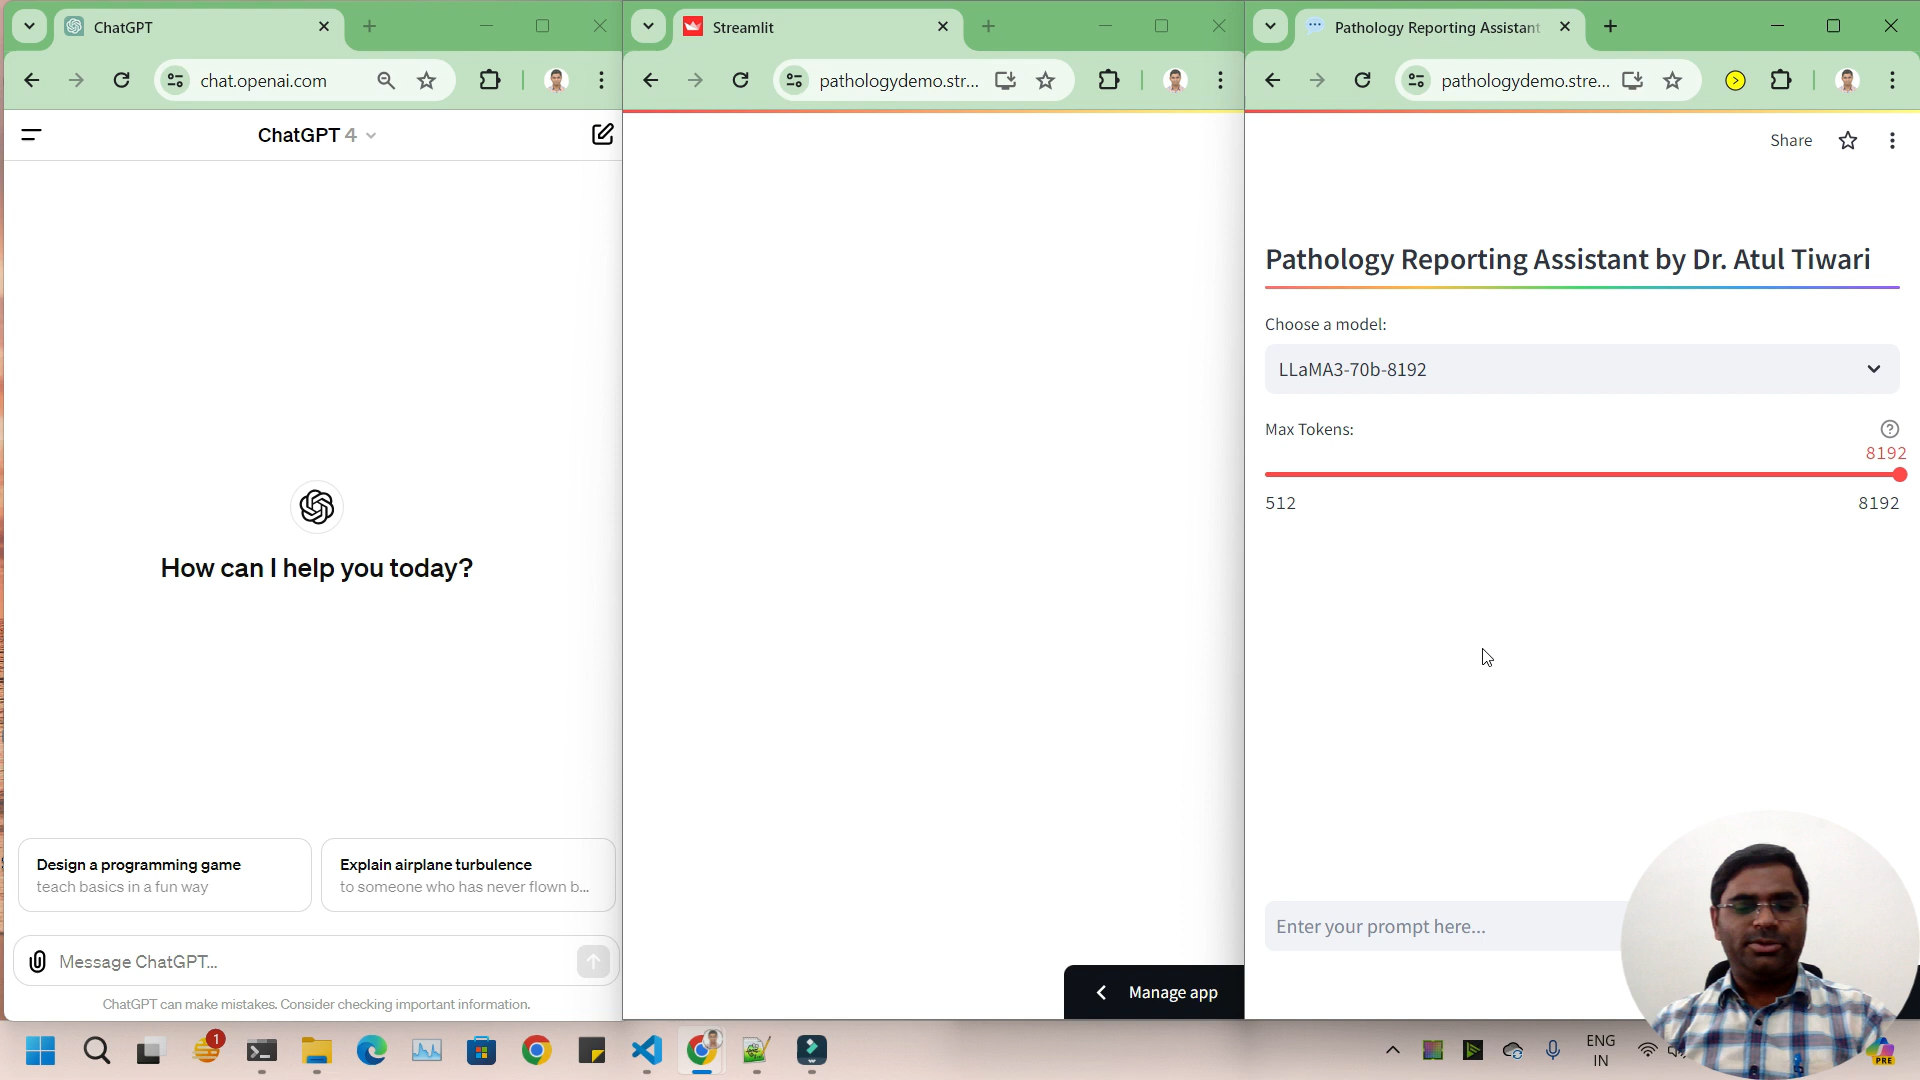 ChatGPT
chat.openai.com
ChatGPT 4
How can I help you today?
Design a programming game
teach basics in a fun way
Explain airplane turbulence
to someone who has never flown b...
Message ChatGPT...
ChatGPT can make mistakes. Consider checking important information.
Streamlit
pathologydemo.str...
Manage app
Pathology Reporting Assistant
pathologydemo.stre...
Share
Pathology Reporting Assistant by Dr. Atul Tiwari
Choose a model:
LLaMA3-70b-8192
Max Tokens:
8192
512
8192
Enter your prompt here...
1
ENG
IN
PRE